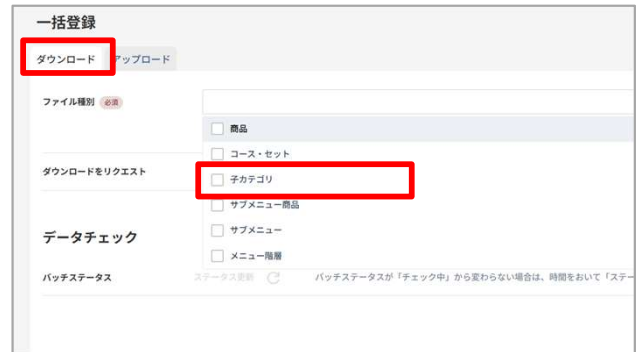 一括登録
ダウンロード アップロード
ファイル種別 必須
商品
コース・セット
ダウンロードをリクエスト
子カテゴリ
サブメニュー商品
データチェック
サブメニュー
メニュー階層
バッチステータス ステータス更新 バッチステータスが「チェック中」から変わらない場合は、時間をおいて「ステー